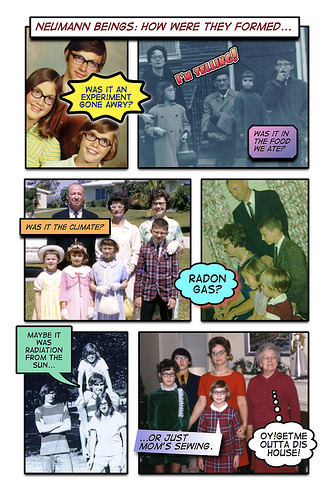 NEUMANN BEINGS: HOW WERE THEY FORMED...
WAS IT AN
EXPERIMENT
GONE AWRY?
I'M TELLING!
WAS IT IN
THE FOOD
WE ATE?
WAS IT THE CLIMATE?
RADON
GAS?
MAYBE IT
WAS
RADIATION
FROM THE
SUN...
...OR JUST
MOM'S SEWING.
OY!GET ME
OUTTA DIS
HOUSE!